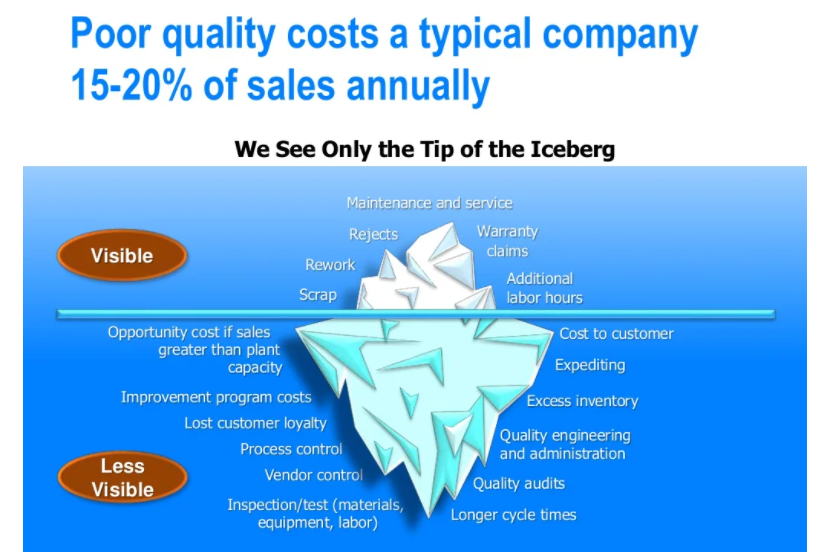 Poor quality costs a typical company
15-20% of sales annually
We See Only the Tip of the Iceberg
Visible
Maintenance and service
Rejects
Rework
Scrap
Warranty
claims
Additional
labor hours
Less
Visible
Opportunity cost if sales
greater than plant
capacity
Improvement program costs
Lost customer loyalty
Process control
Vendor control
Inspection/test (materials,
equipment, labor)
Cost to customer
Expediting
Excess inventory
Quality engineering
and administration
Quality audits
Longer cycle times